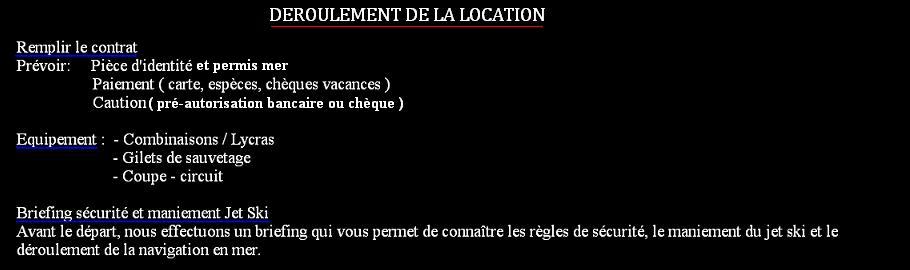 DEROULEMENT DE LA LOCATION
Remplir le contrat
Prévoir: Pièce d'identité et permis mer
Paiement ( carte, espèces, chèques vacances )
Caution ( pré-autorisation bancaire ou chèque )
Equipement : - Combinaisons / Lycras
- Gilets de sauvetage
- Coupe - circuit
Briefing sécurité et maniement Jet Ski
Avant le départ, nous effectuons un briefing qui vous permet de connaître les règles de sécurité, le maniement du jet ski et le
déroulement de la navigation en mer.